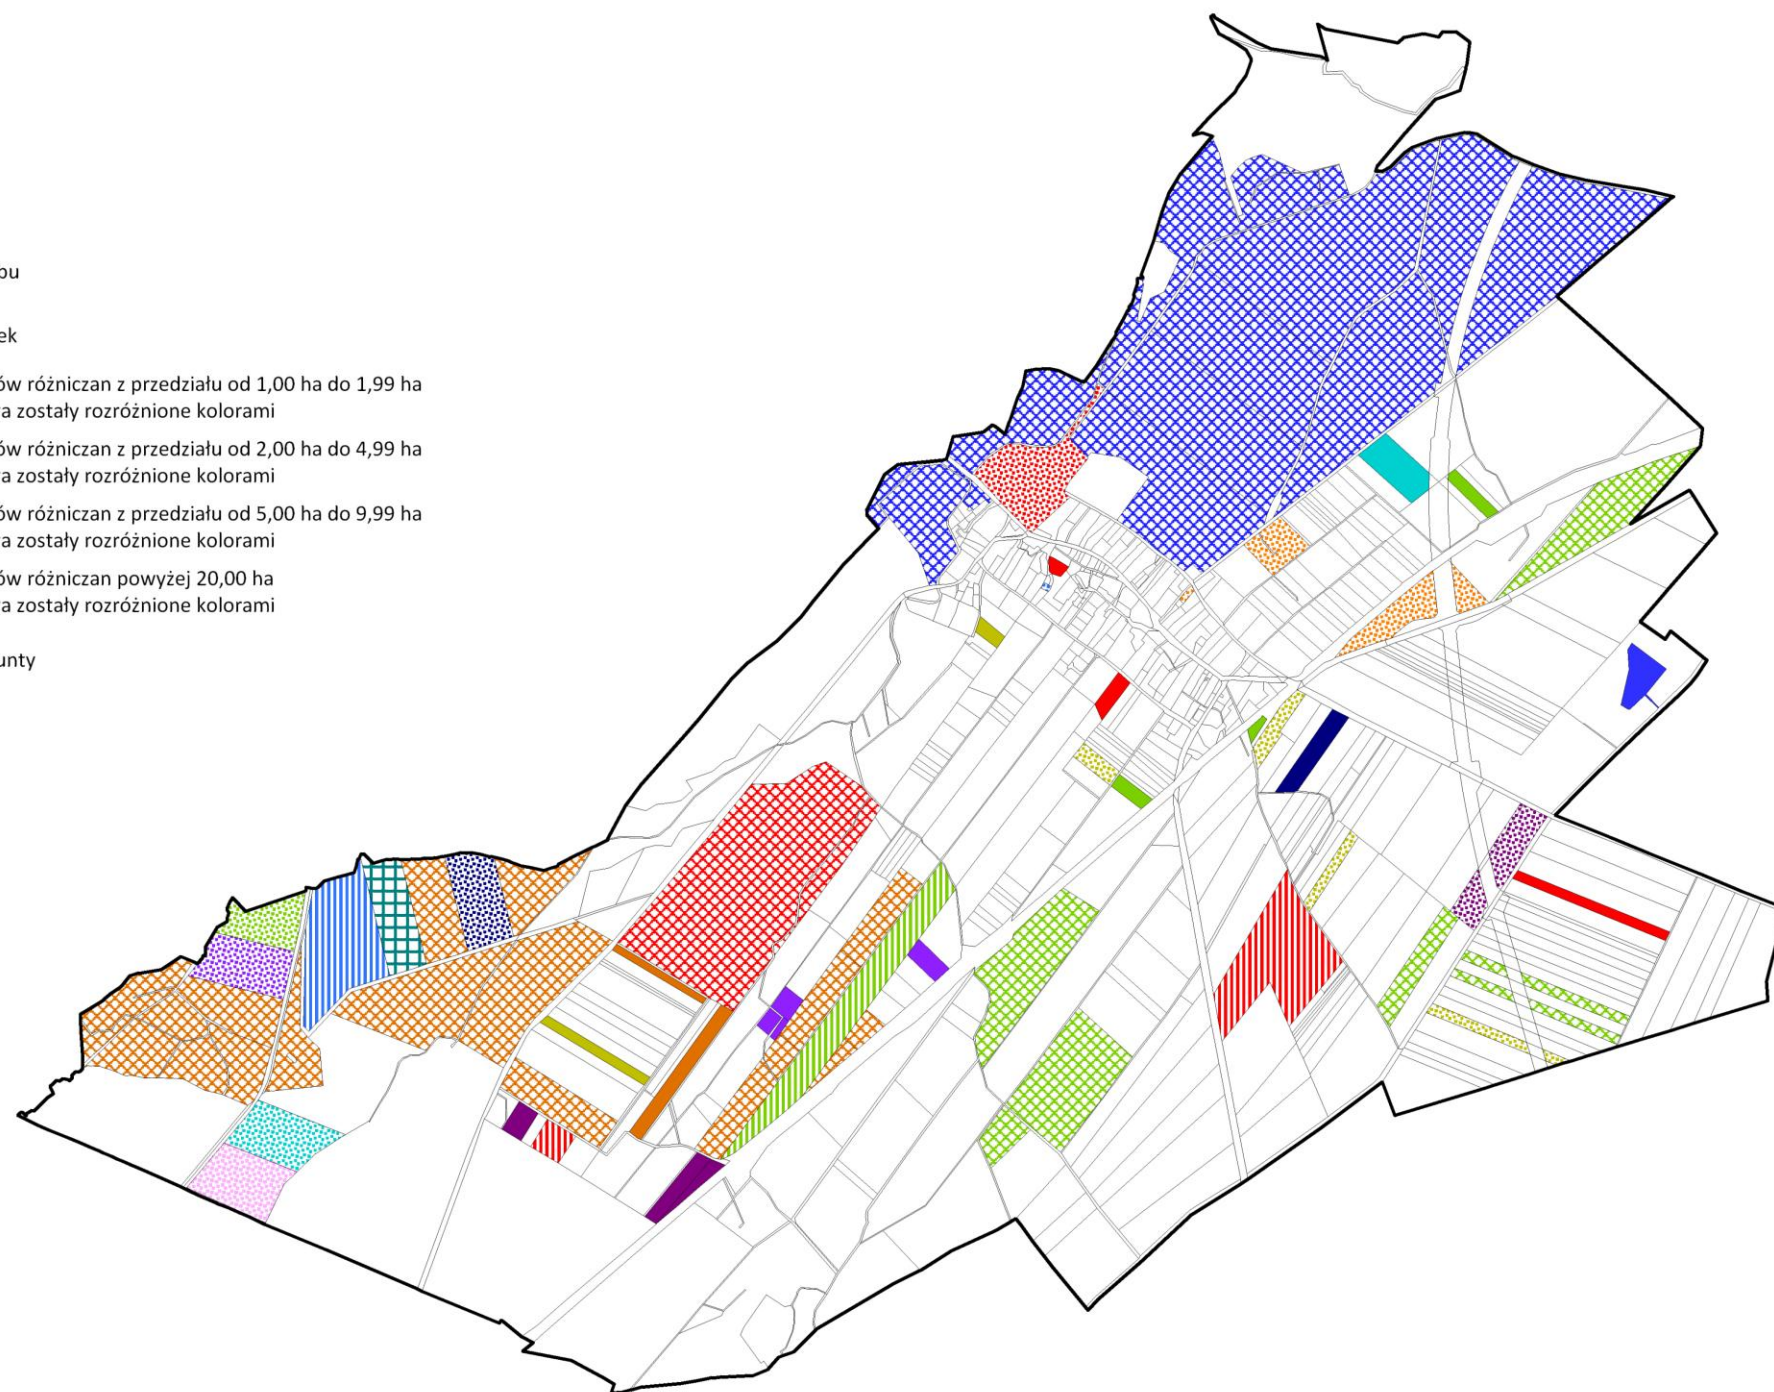 bu
ek
ów różniczan z przedziału od 1,00 ha do 1,99 ha
a zostały rozróżnione kolorami
ów różniczan z przedziału od 2,00 ha do 4,99 ha
a zostały rozróżnione kolorami
ów różniczan z przedziału od 5,00 ha do 9,99 ha
a zostały rozróżnione kolorami
ów różniczan powyżej 20,00 ha
a zostały rozróżnione kolorami
unty